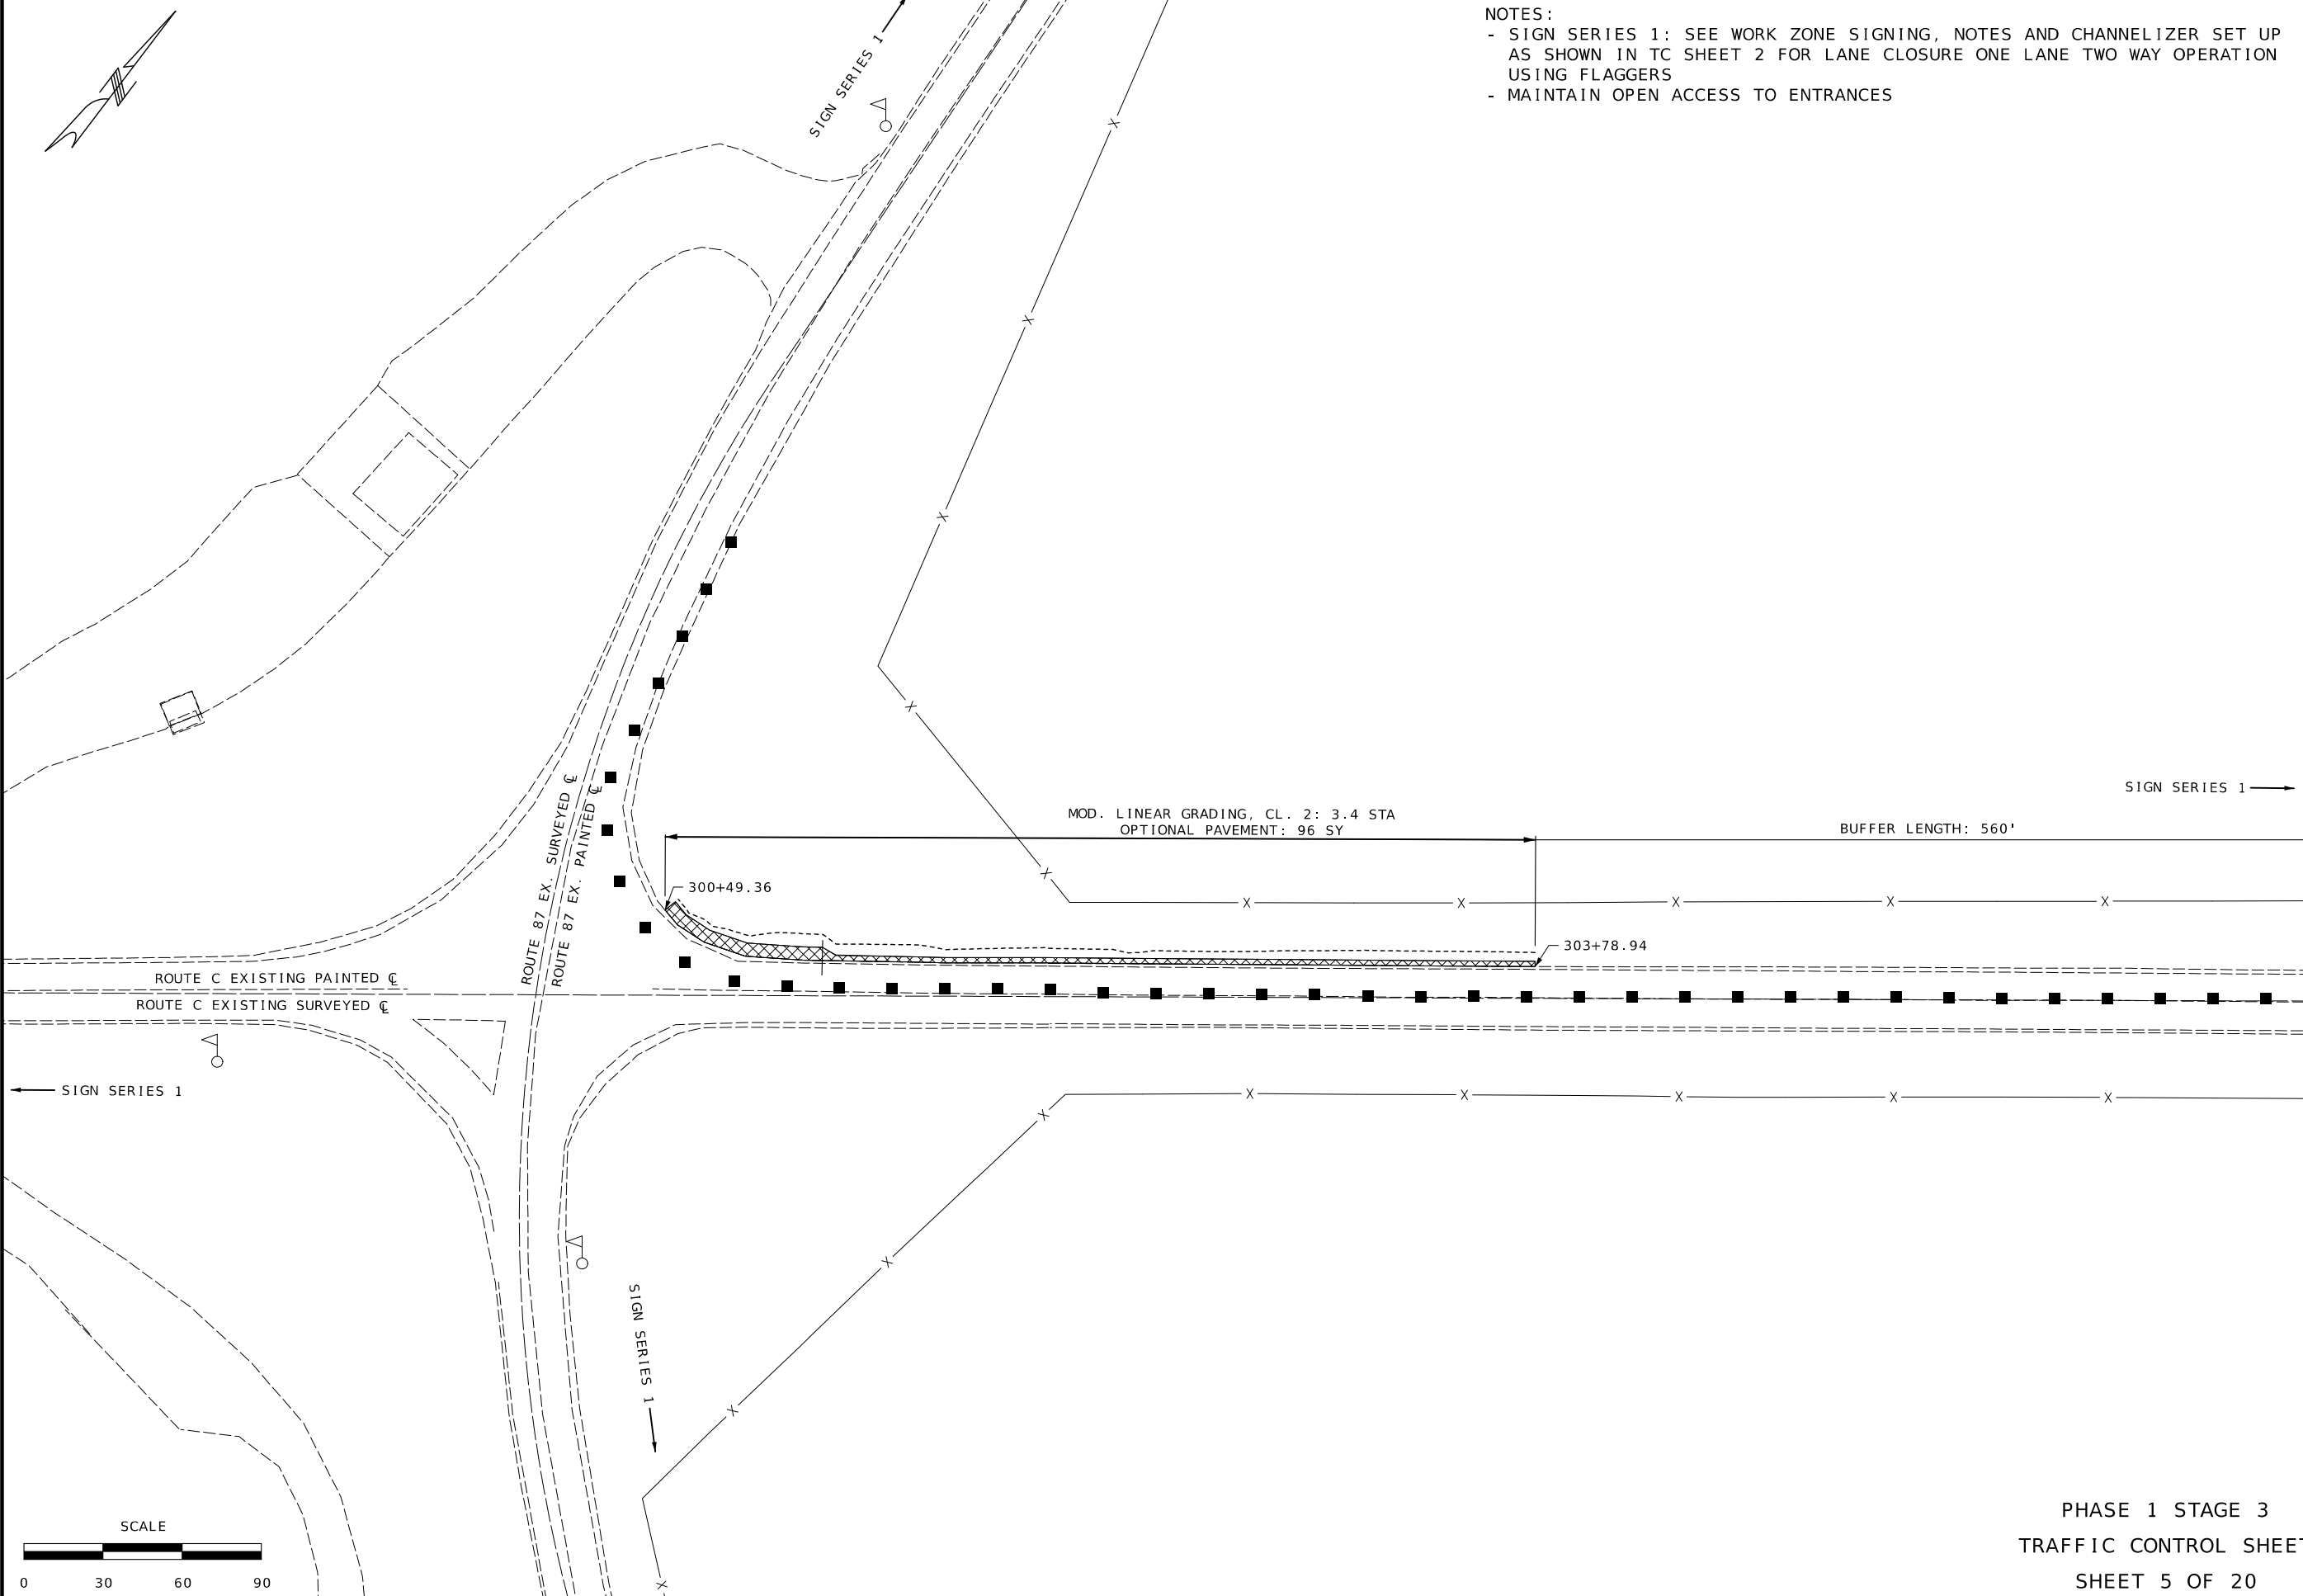 NOTES:
- SIGN SERIES 1: SEE WORK ZONE SIGNING, NOTES AND CHANNELIZER SET UP
AS SHOWN IN TC SHEET 2 FOR LANE CLOSURE ONE LANE TWO WAY OPERATION
USING FLAGGERS
- MAINTAIN OPEN ACCESS TO ENTRANCES
SIGN SERIES 1
N
SIGN SERIES 1
MOD. LINEAR GRADING, CL. 2: 3.4 STA
OPTIONAL PAVEMENT: 96 SY
BUFFER LENGTH: 560'
300+49.36
303+78.94
ROUTE 87 EX. SURVEYED ℄
ROUTE 87 EX. PAINTED ℄
ROUTE C EXISTING PAINTED ℄
ROUTE C EXISTING SURVEYED ℄
SIGN SERIES 1
SIGN SERIES 1
SCALE
0 30 60 90
PHASE 1 STAGE 3
TRAFFIC CONTROL SHEET
SHEET 5 OF 20